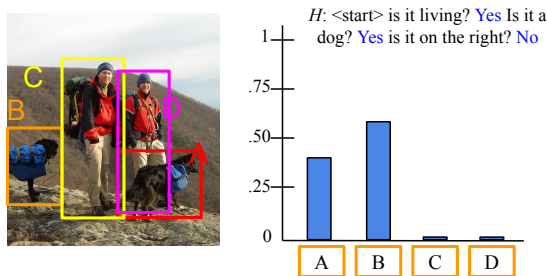 H: <start> is it living? Yes Is it a
dog? Yes is it on the right? No
C
B
D
A
1
.75
.50
.25
0
A
B
C
D